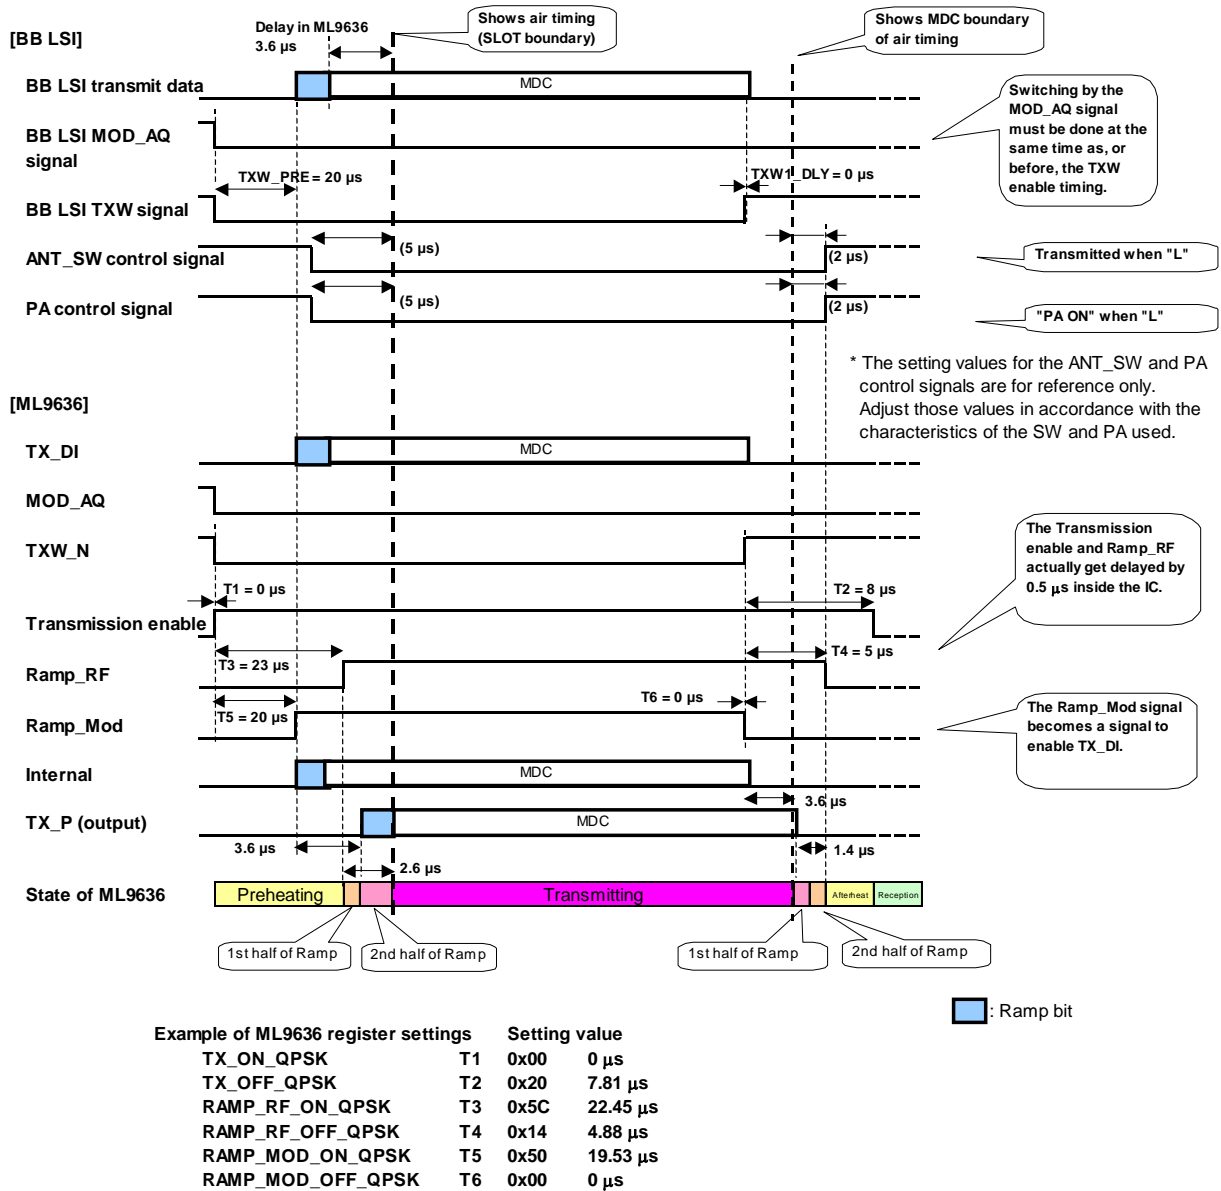 [BB LSI]
Delay in ML9636
3.6 µs
Shows air timing
(SLOT boundary)
Shows MDC boundary
of air timing
BB LSI transmit data
MDC
Switching by the
MOD_AQ signal
must be done at the
same time as, or
before, the TXW
enable timing.
BB LSI MOD_AQ
signal
TXW_PRE = 20 µs
TXW1_DLY = 0 µs
BB LSI TXW signal
ANT_SW control signal
(5 µs)
(2 µs)
Transmitted when "L"
PA control signal
(5 µs)
(2 µs)
"PA ON" when "L"
* The setting values for the ANT_SW and PA
control signals are for reference only.
Adjust those values in accordance with the
characteristics of the SW and PA used.
[ML9636]
TX_DI
MDC
MOD_AQ
TXW_N
The Transmission
enable and Ramp_RF
actually get delayed by
0.5 µs inside the IC.
T1 = 0 µs
T2 = 8 µs
Transmission enable
T3 = 23 µs
T4 = 5 µs
Ramp_RF
T5 = 20 µs
T6 = 0 µs
Ramp_Mod
The Ramp_Mod signal
becomes a signal to
enable TX_DI.
Internal
MDC
3.6 µs
TX_P (output)
MDC
3.6 µs
2.6 µs
1.4 µs
State of ML9636
Preheating
Transmitting
Afterheat
Reception
1st half of Ramp
2nd half of Ramp
1st half of Ramp
2nd half of Ramp
: Ramp bit
Example of ML9636 register settings Setting value
TX_ON_QPSK T1 0x00 0 µs
TX_OFF_QPSK T2 0x20 7.81 µs
RAMP_RF_ON_QPSK T3 0x5C 22.45 µs
RAMP_RF_OFF_QPSK T4 0x14 4.88 µs
RAMP_MOD_ON_QPSK T5 0x50 19.53 µs
RAMP_MOD_OFF_QPSK T6 0x00 0 µs